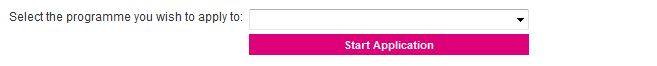 Select the programme you wish to apply to:
Start Application